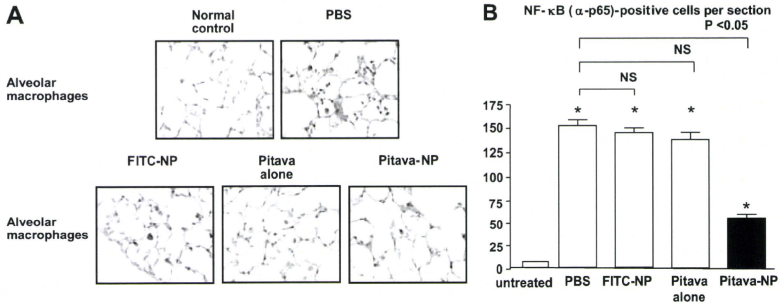 A
Normal
control
PBS
Alveolar
macrophages
FITC-NP
Pitava
alone
Pitava-NP
Alveolar
macrophages
B
NF-κB (α-p65)-positive cells per section
P <0.05
NS
NS
175
150
125
100
75
50
25
0
*
*
*
*
untreated
PBS
FITC-NP
Pitava
alone
Pitava-NP